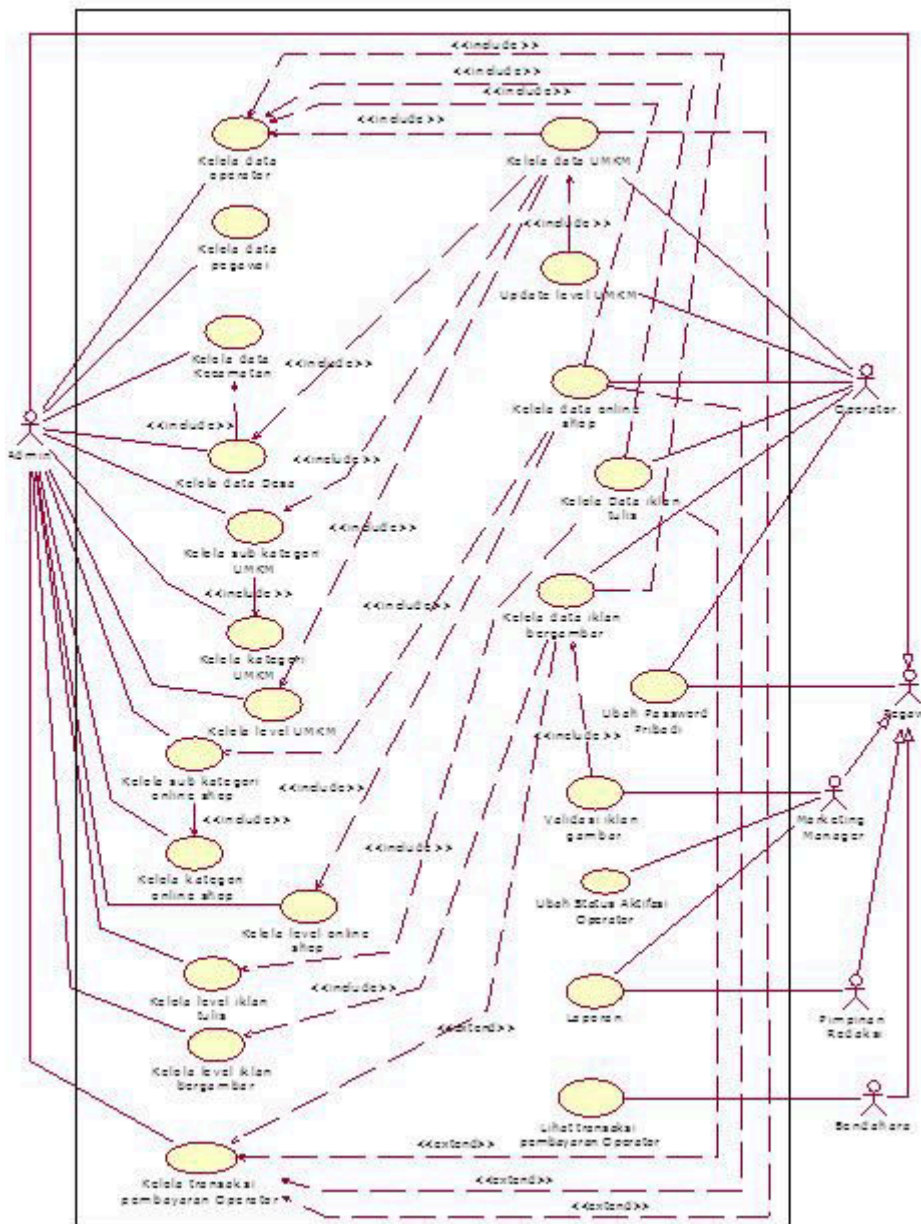 <<include>>
<<include>>
<<include>>
<<include>>
Kelola data
operator
Kelola data UMKM
Kelola data
pegawai
<<include>>
Update level UMKM
Kelola data
Kecamatan
<<include>>
<<include>>
Kelola data online
shop
Operator
<<include>>
Admin
Kelola data Desa
<<include>>
Kelola Data iklan
tulis
Kelola sub kategori
UMKM
<<include>>
<<include>>
<<include>>
Kelola data iklan
bergambar
Kelola kategori
UMKM
Kelola level UMKM
Ubah Password
Pribadi
Pegaw
<<include>>
Kelola sub kategori
online shop
<<include>>
<<include>>
Validasi iklan
gambar
Marketing
Manager
<<include>>
Kelola kategori
online shop
Ubah Status Aktifasi
Operator
Kelola level online
shop
<<include>>
Kelola level iklan
tulis
Laporan
Pimpinan
Redaksi
<<extend>>
Kelola level iklan
bergambar
Lihat transaksi
pembayaran Operator
Bendahara
<<extend>>
Kelola transaksi
pembayaran Operator
<<extend>>
<<extend>>